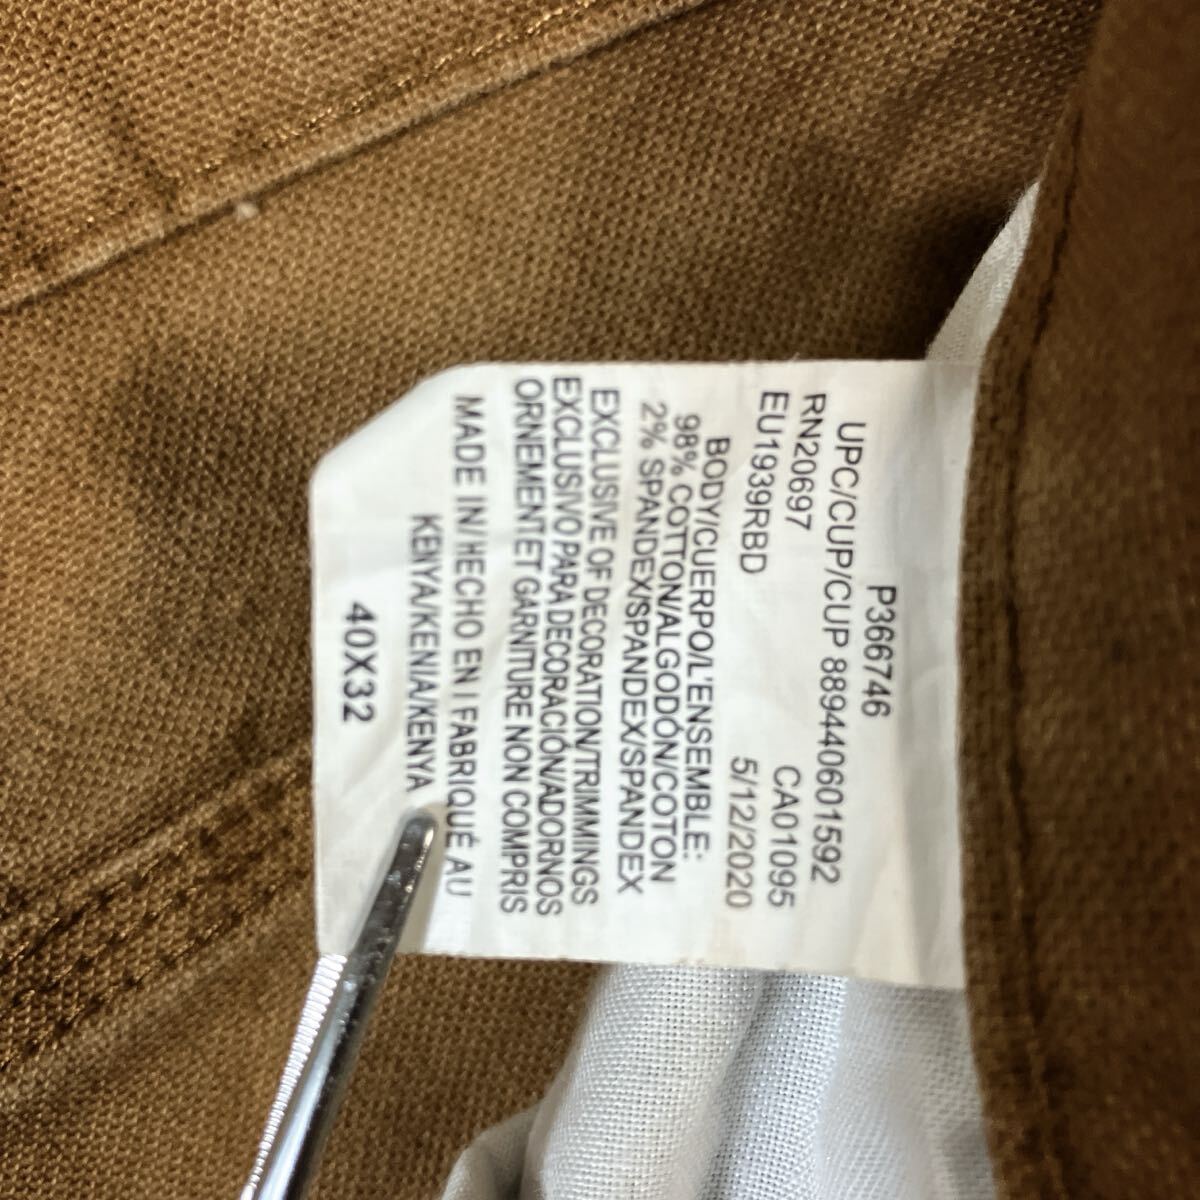 P366746
UPC/CUP/CUP 889440601592
RN20697 CA01095
EU1939RBD 5/12/2020
BODY/CUERPO/L'ENSEMBLE:
98% COTTON/ALGODÓN/COTON
2% SPANDEX/SPANDEX/SPANDEX
EXCLUSIVE OF DECORATION/TRIMMINGS
EXCLUSIVO PARA DECORACIÓN/ADORNOS
ORNEMENT ET GARNITURE NON COMPRIS
MADE IN/HECHO EN / FABRIQUÉ AU
KENYA/KENIA/KENYA
40X32